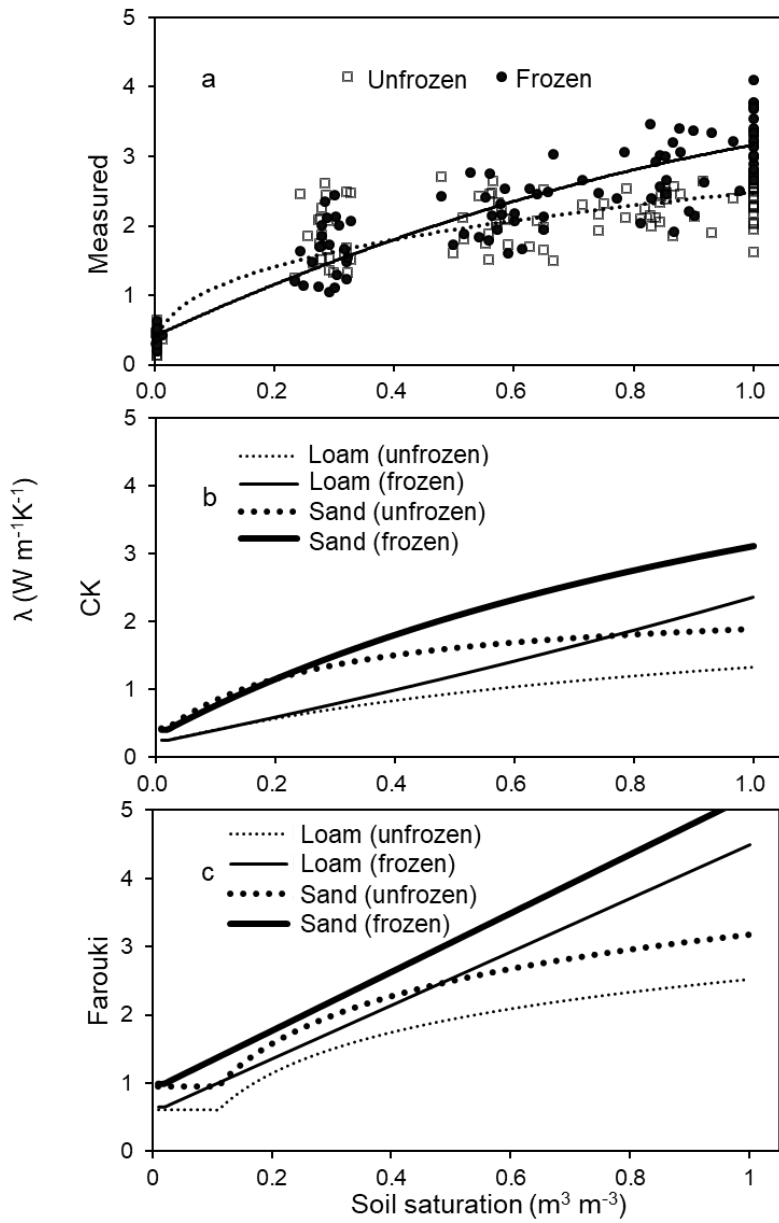 5
4
3
2
1
0
a
Unfrozen
Frozen
Measured
0.0
0.2
0.4
0.6
0.8
1.0
5
4
3
2
1
0
b
Loam (unfrozen)
Loam (frozen)
Sand (unfrozen)
Sand (frozen)
λ (W m⁻¹K⁻¹)
CK
0.0
0.2
0.4
0.6
0.8
1.0
5
4
3
2
1
0
c
Loam (unfrozen)
Loam (frozen)
Sand (unfrozen)
Sand (frozen)
Farouki
0
0.2
0.4
0.6
0.8
1
Soil saturation (m³ m⁻³)